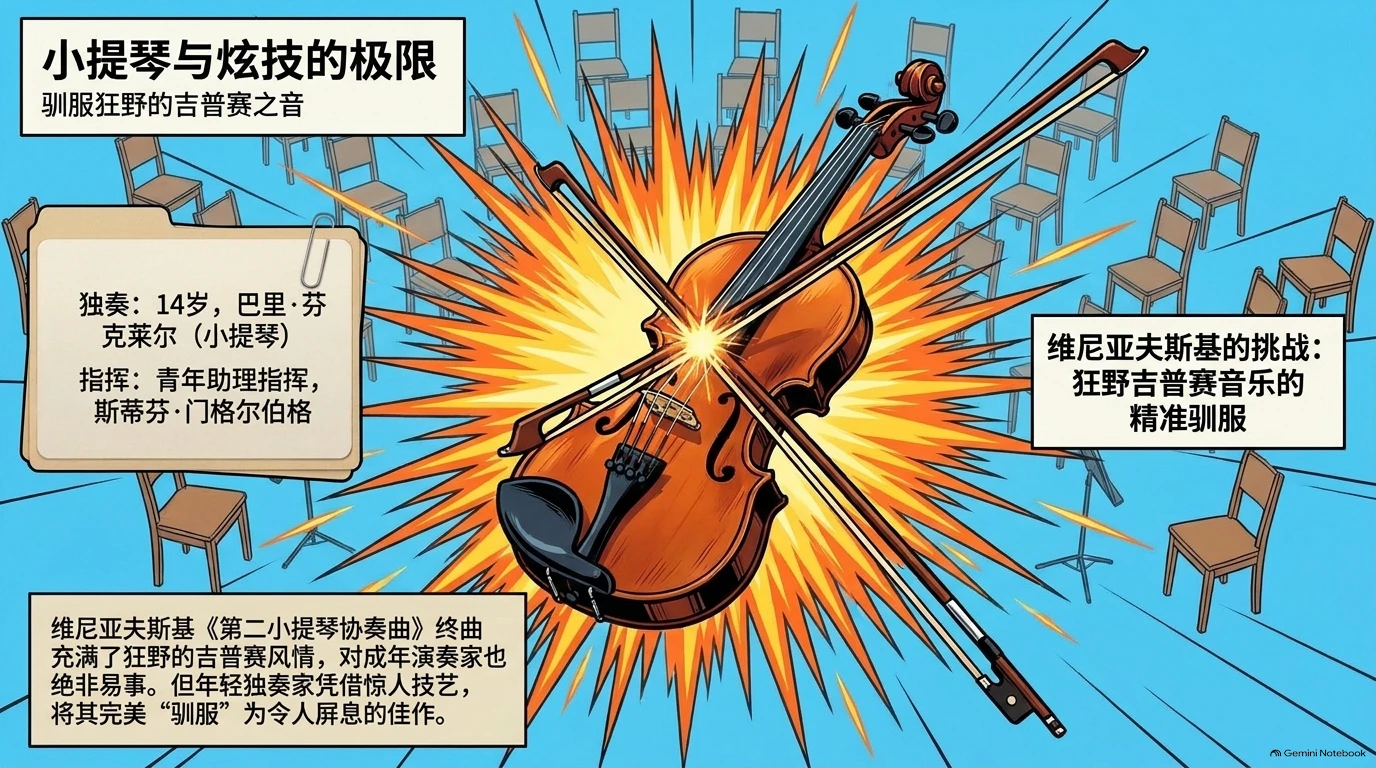 小提琴与炫技的极限
驯服狂野的吉普赛之音
独奏：14岁，巴里·芬
克莱尔（小提琴）
指挥：青年助理指挥，
斯蒂芬·门格尔伯格
维尼亚夫斯基的挑战：
狂野吉普赛音乐的
精准驯服
维尼亚夫斯基《第二小提琴协奏曲》终曲
充满了狂野的吉普赛风情，对成年演奏家也
绝非易事。但年轻独奏家凭借惊人技艺，
将其完美“驯服”为令人屏息的佳作。
Gemini Notebook